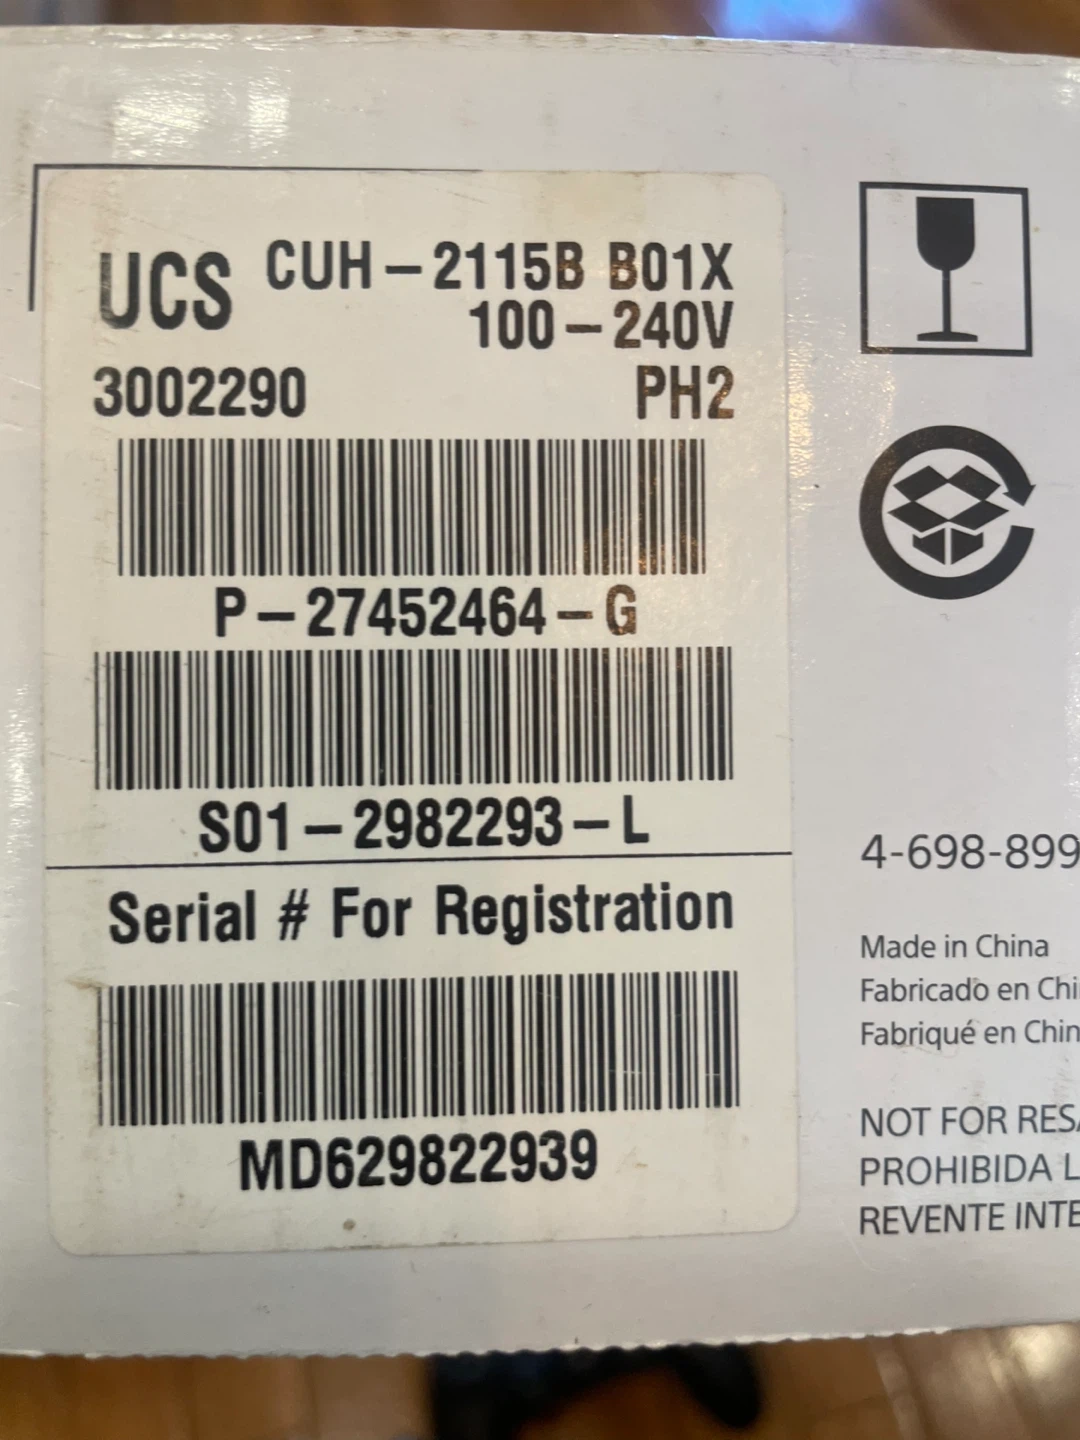 UCS CUH-2115B B01X
100-240V
3002290 PH2
P-27452464-G
S01-2982293-L
Serial # For Registration
MD629822939
4-698-899
Made in China
Fabricado en Chi
Fabriqué en Chin
NOT FOR RESA
PROHIBIDA L
REVENTE INTE